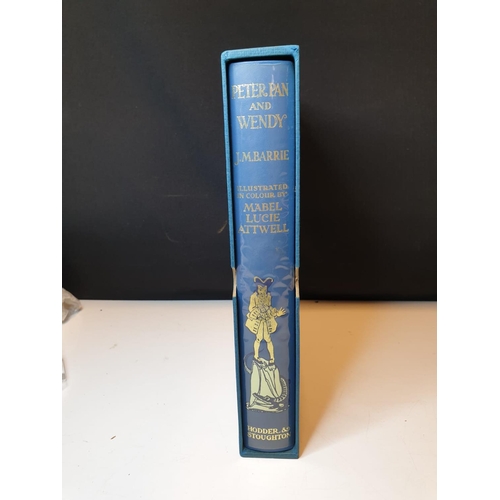 PETER PAN
AND
WENDY
J.M. BARRIE
ILLUSTRATED
IN COLOUR BY
MABEL
LUCIE
ATTWELL
HODDER &
STOUGHTON